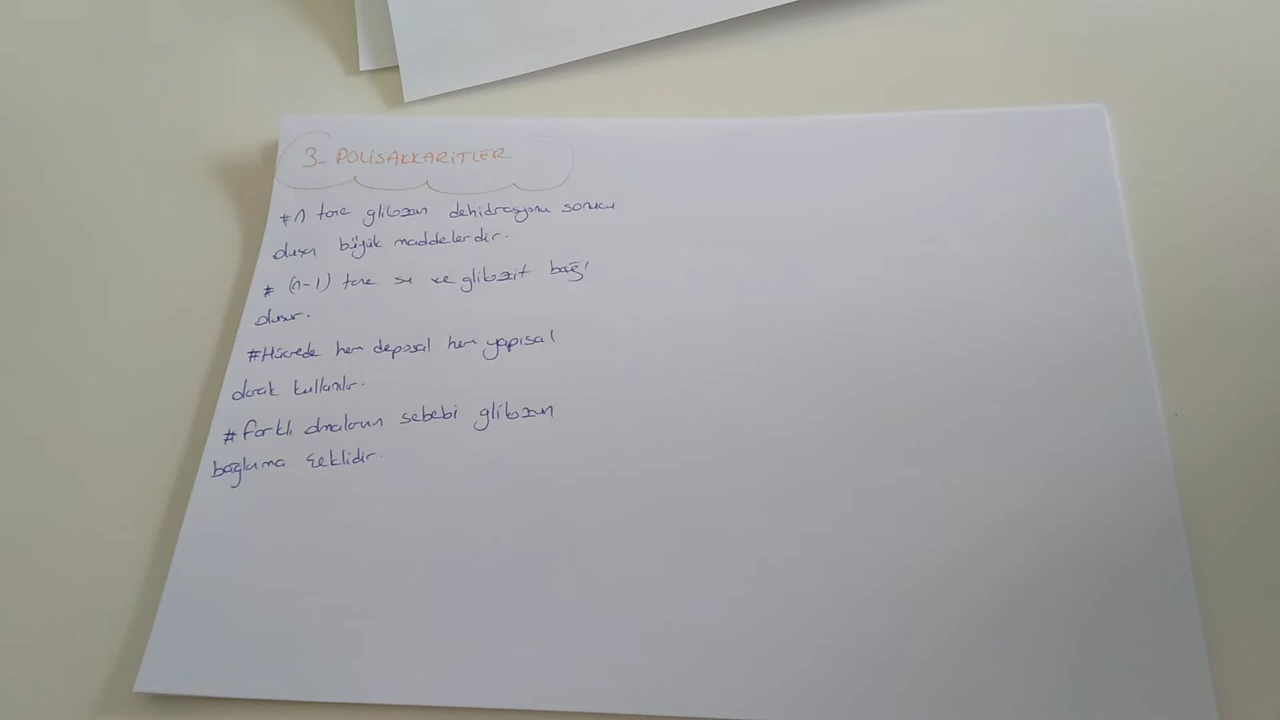 3- POLİSAKKARİTLER
# n tane glikozun dehidrasyonu sonucu
oluşan büyük maddelerdir.
# (n-1) tane su ve glikozit bağı
oluşur.
# Hücrede hem deposal hem yapısal
olarak kullanılır.
# Farklı olmalarının sebebi glikozun
bağlanma şeklidir.